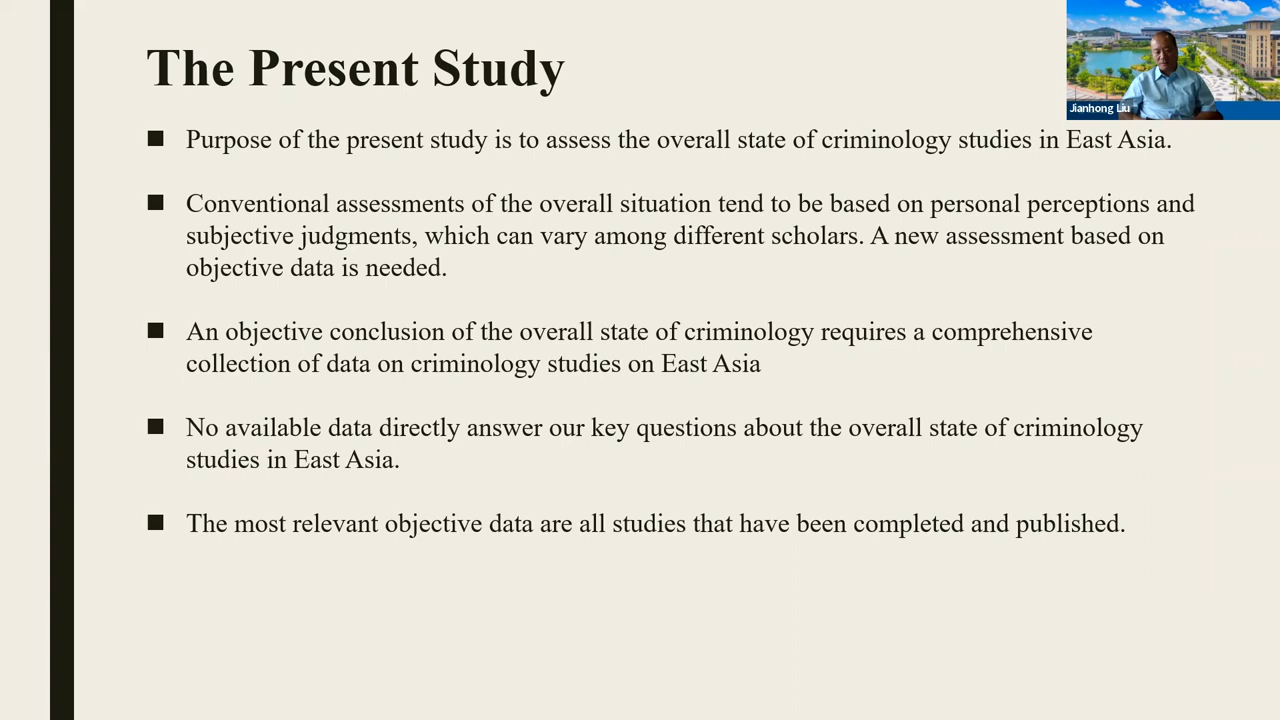 The Present Study
Jianhong Liu
Purpose of the present study is to assess the overall state of criminology studies in East Asia.
Conventional assessments of the overall situation tend to be based on personal perceptions and
subjective judgments, which can vary among different scholars. A new assessment based on
objective data is needed.
An objective conclusion of the overall state of criminology requires a comprehensive
collection of data on criminology studies on East Asia
No available data directly answer our key questions about the overall state of criminology
studies in East Asia.
The most relevant objective data are all studies that have been completed and published.